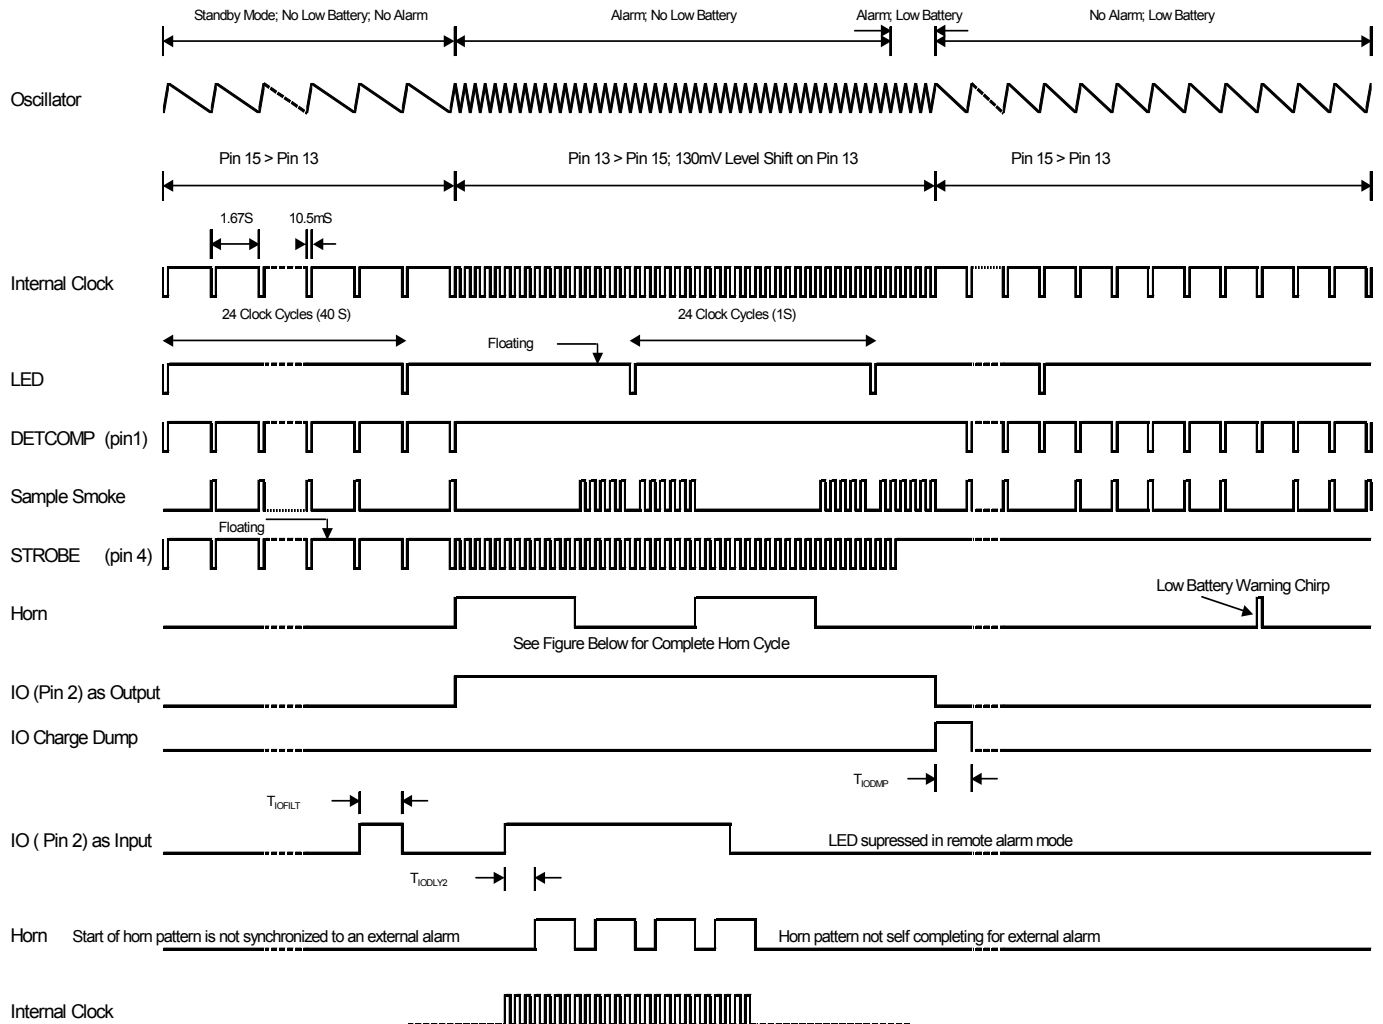 Standby Mode; No Low Battery; No Alarm
Alarm; No Low Battery
Alarm; Low Battery
No Alarm; Low Battery
Oscillator
Pin 15 > Pin 13
Pin 13 > Pin 15; 130mV Level Shift on Pin 13
Pin 15 > Pin 13
1.67S
10.5mS
Internal Clock
24 Clock Cycles (40 S)
24 Clock Cycles (1S)
Floating
LED
DETCOMP (pin1)
Sample Smoke
Floating
STROBE (pin 4)
Low Battery Warning Chirp
Horn
See Figure Below for Complete Horn Cycle
IO (Pin 2) as Output
IO Charge Dump
TIODMP
TIOFILT
IO ( Pin 2) as Input
LED supressed in remote alarm mode
TIODLY2
Horn
Start of horn pattern is not synchronized to an external alarm
Horn pattern not self completing for external alarm
Internal Clock